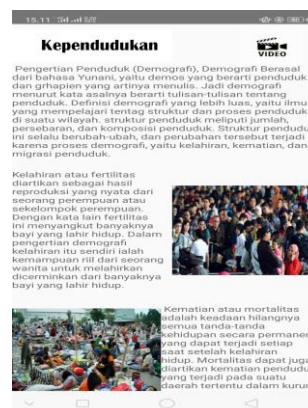 15.11
Kependudukan
VIDEO
Pengertian Penduduk (Demografi), Demografi Berasal
dari bahasa Yunani, yaitu demos yang berarti penduduk
dan grhapien yang artinya menulis. Jadi demografi
menurut kata asalnya berarti tulisan-tulisan tentang
penduduk. Definisi demografi yang lebih luas, yaitu ilmu
yang mempelajari tentag struktur dan proses penduduk
di suatu wilayah. struktur penduduk meliputi jumlah,
persebaran, dan komposisi penduduk. Struktur pendudu
ini selalu berubah-ubah, dan perubahan tersebut terjadi
karena proses demografi, yaitu kelahiran, kematian, dan
migrasi penduduk.
Kelahiran atau fertilitas
diartikan sebagai hasil
reproduksi yang nyata dari
seorang perempuan atau
sekelompok perempuan.
Dengan kata lain fertilitas
ini menyangkut banyaknya
bayi yang lahir hidup. Dalam
pengertian demografi
kelahiran itu sendiri ialah
kemampuan riil dari seorang
wanita untuk melahirkan
dicerminkan dari banyaknya
bayi yang lahir hidup.
Kematian atau mortalitas
adalah keadaan hilangnya
semua tanda-tanda
kehidupan secara permanen
yang dapat terjadi setiap
saat setelah kelahiran
hidup. Mortalitas dapat juga
diartikan kematian pendudu
yang terjadi pada suatu
daerah tertentu dalam kurun